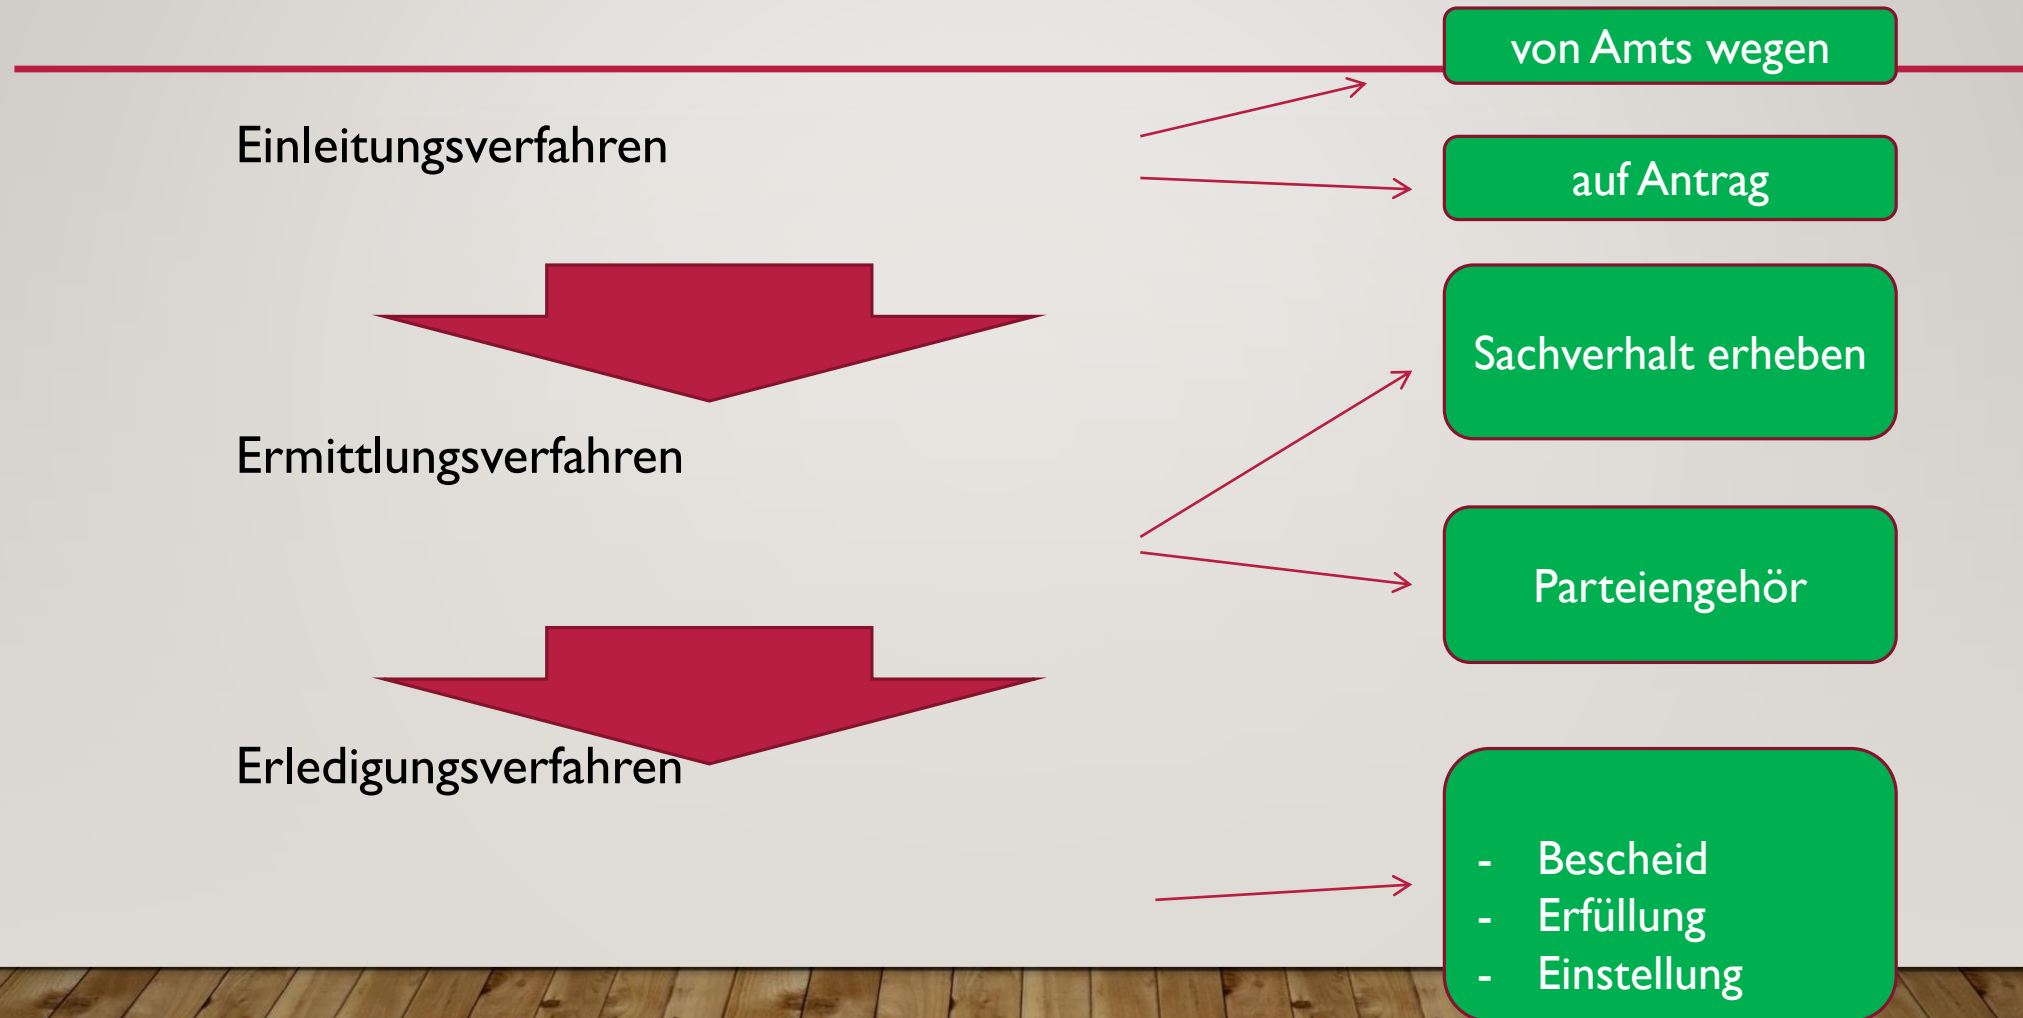 von Amts wegen
Einleitungsverfahren
auf Antrag
Sachverhalt erheben
Ermittlungsverfahren
Parteiengehör
Erledigungsverfahren
- Bescheid
- Erfüllung
- Einstellung